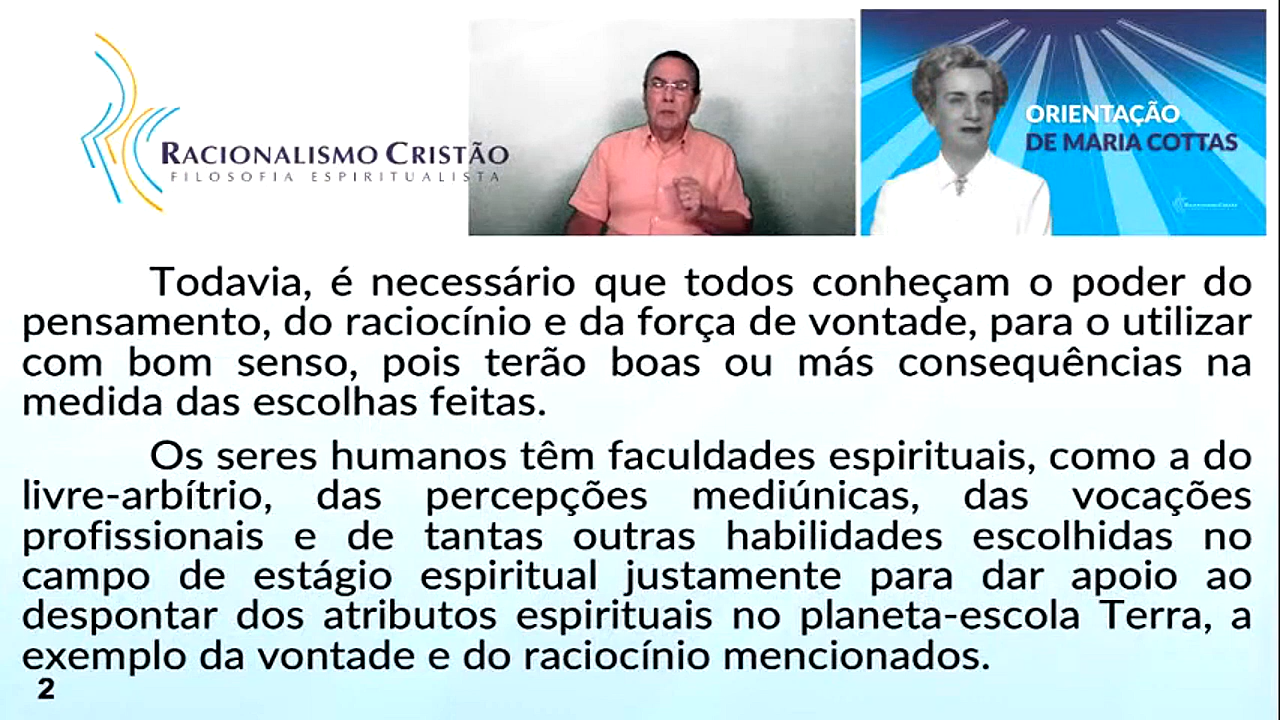 RACIONALISMO CRISTÃO
FILOSOFIA ESPIRITUALISTA
ORIENTAÇÃO
DE MARIA COTTAS
RACIONALISMO CRISTÃO
Todavia, é necessário que todos conheçam o poder do
pensamento, do raciocínio e da força de vontade, para o utilizar
com bom senso, pois terão boas ou más consequências na
medida das escolhas feitas.
Os seres humanos têm faculdades espirituais, como a do
livre-arbítrio, das percepções mediúnicas, das vocações
profissionais e de tantas outras habilidades escolhidas no
campo de estágio espiritual justamente para dar apoio ao
despontar dos atributos espirituais no planeta-escola Terra, a
exemplo da vontade e do raciocínio mencionados.
2